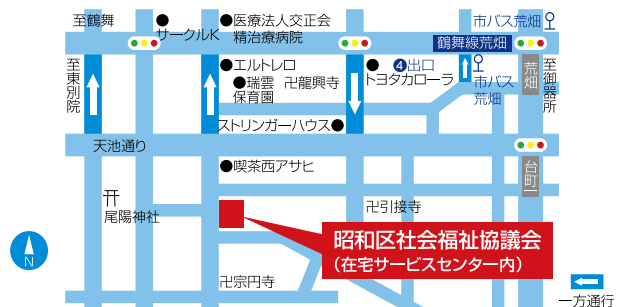 至鶴舞
医療法人交正会
精治療病院
サークルK
市バス荒畑
鶴舞線荒畑
至東別院
エルトレロ
瑞雲
保育園
卍龍興寺
4出口
トヨタカローラ
市バス
荒畑
荒畑
至御器所
ストリンガーハウス
天池通り
喫茶西アサヒ
台町一
尾陽神社
卍引接寺
昭和区社会福祉協議会
(在宅サービスセンター内)
卍宗円寺
N
一方通行